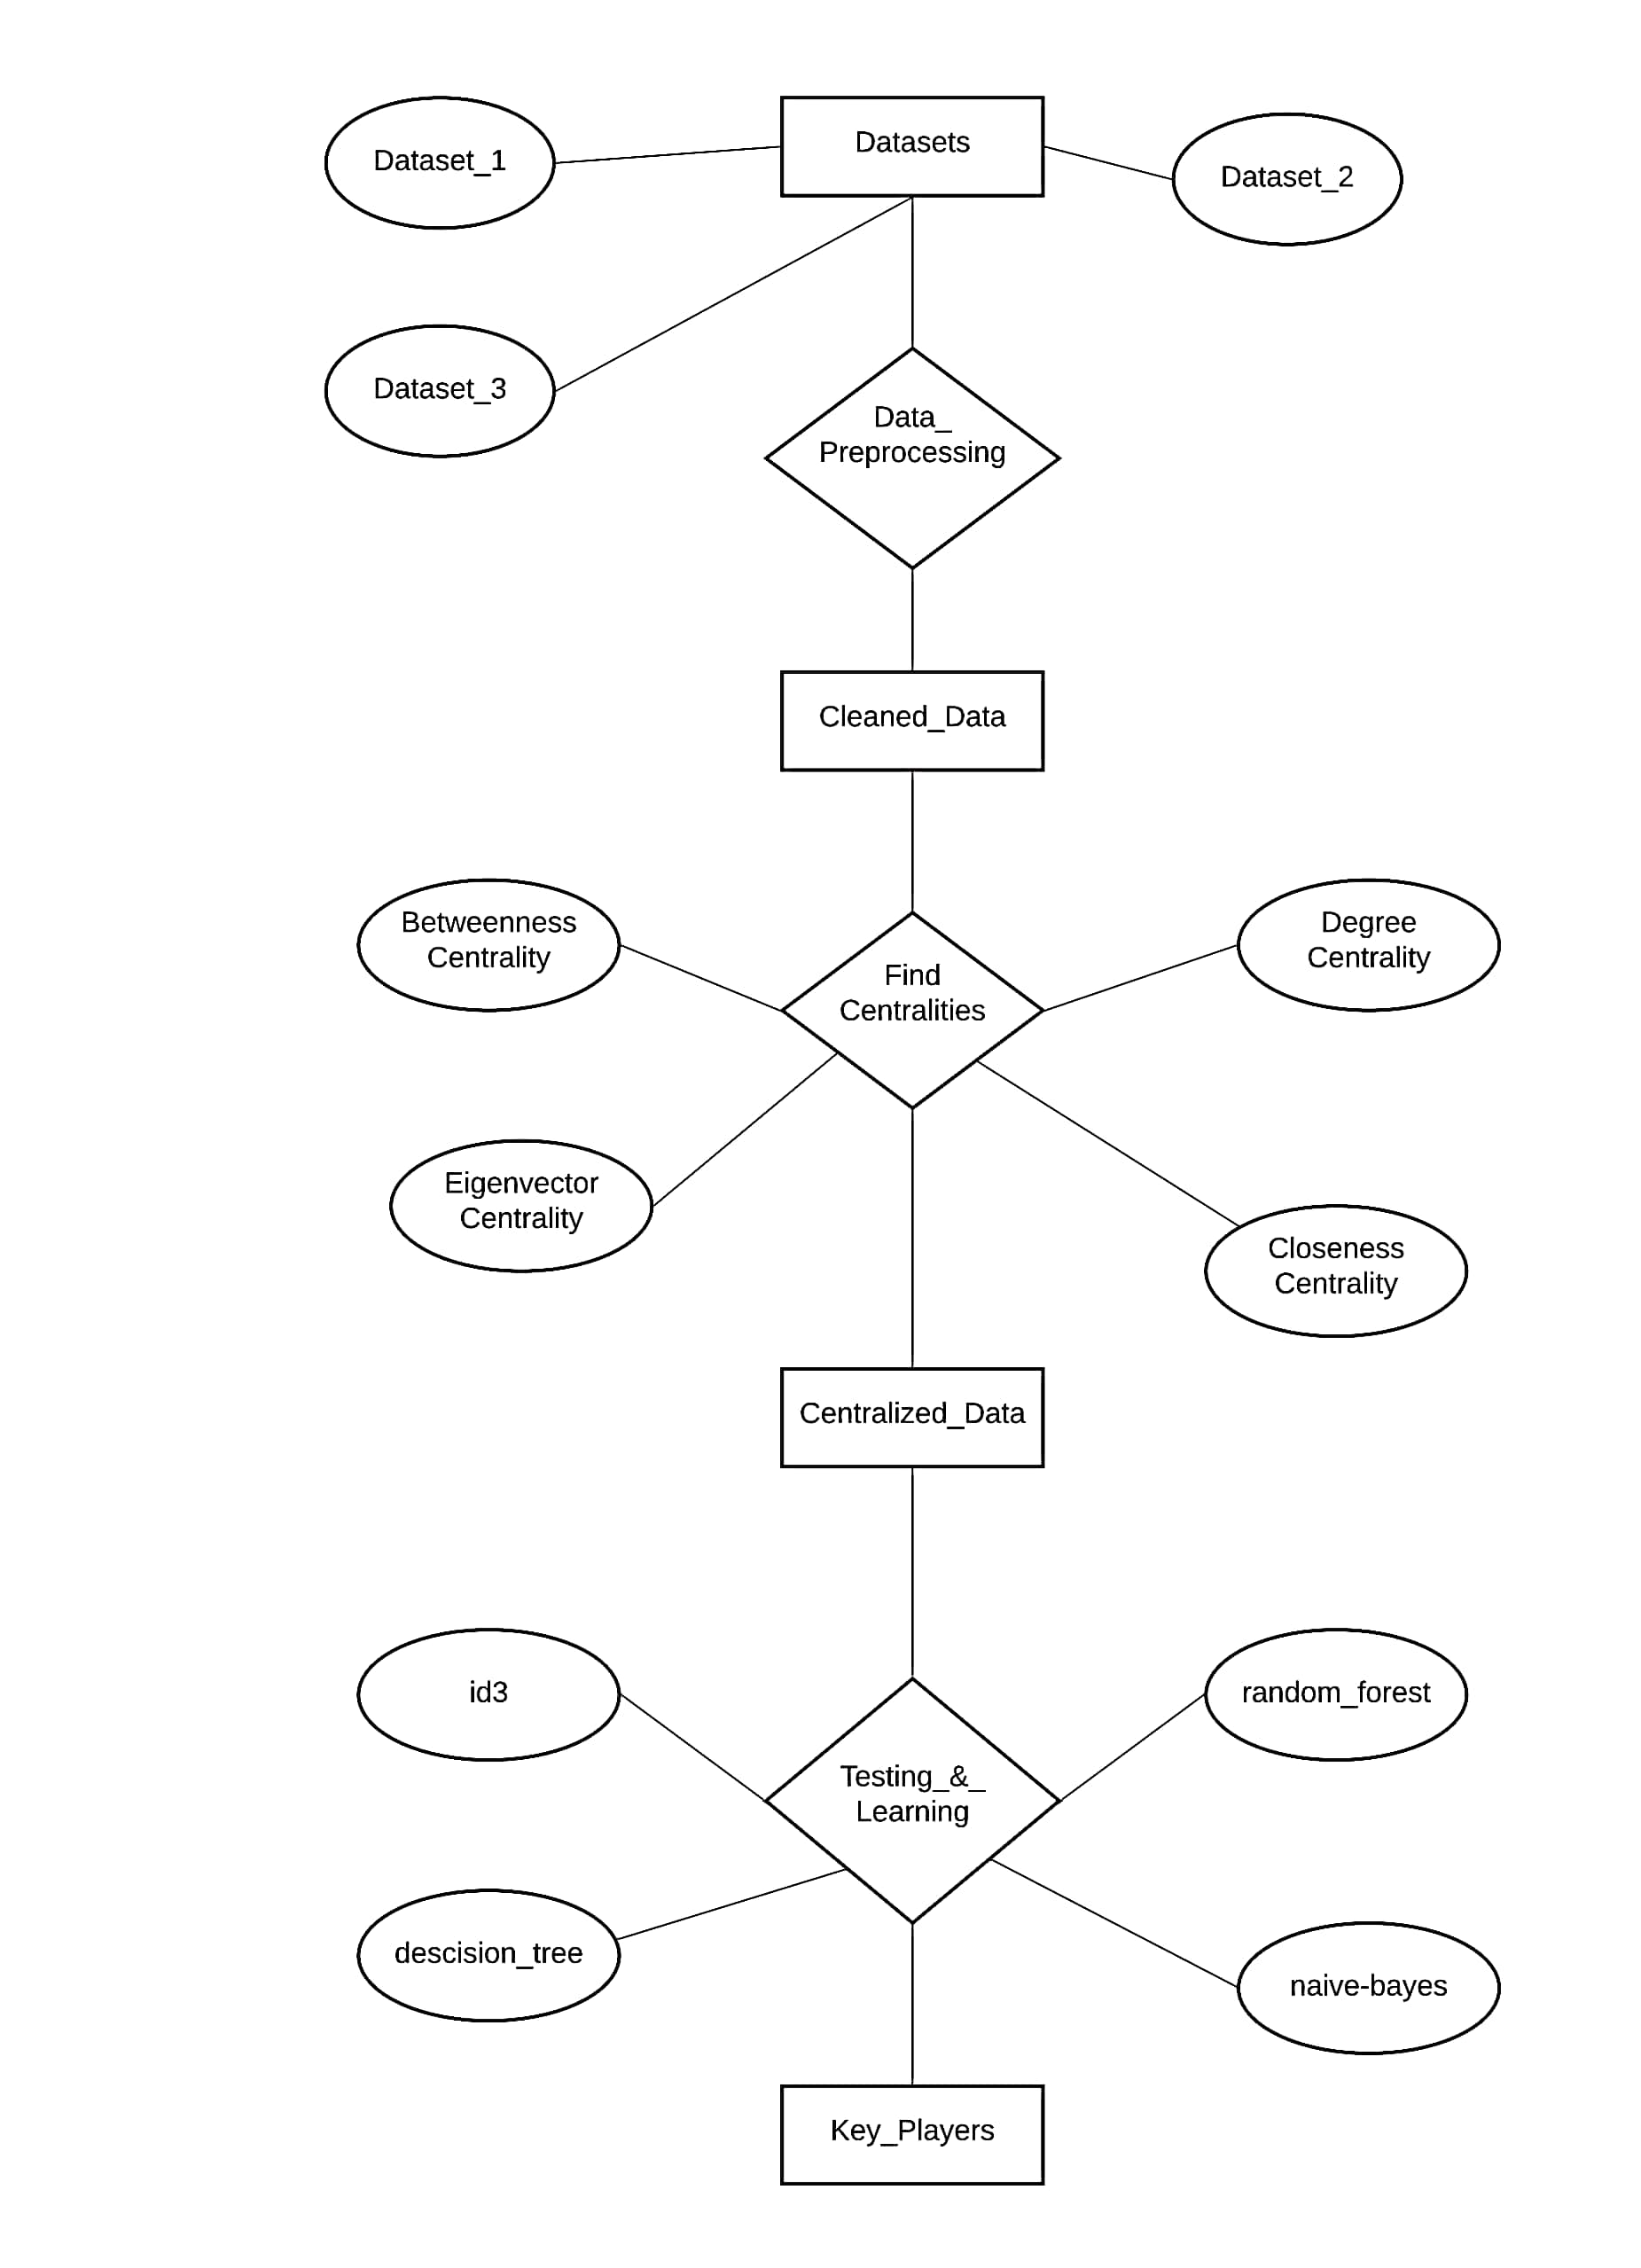 Datasets
Dataset_1
Dataset_2
Dataset_3
Data_
Preprocessing
Cleaned_Data
Betweenness
Centrality
Degree
Centrality
Find
Centralities
Eigenvector
Centrality
Closeness
Centrality
Centralized_Data
id3
random_forest
Testing_&_
Learning
descision_tree
naive-bayes
Key_Players